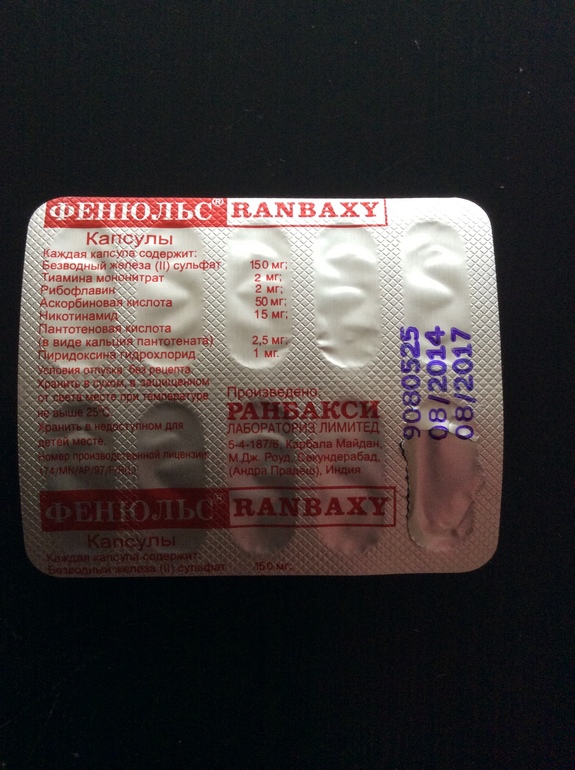 ФЕНЮЛЬС® RANBAXY
Капсулы
Каждая капсула содержит:
Безводный железа (II) сульфат 150 мг;
Тиамина мононитрат 2 мг;
Рибофлавин 2 мг;
Аскорбиновая кислота 50 мг;
Никотинамид 15 мг;
Пантотеновая кислота
(в виде кальция пантотената) 2,5 мг;
Пиридоксина гидрохлорид 1 мг.
Условия отпуска: без рецепта.
Хранить в сухом, в защищенном
от света месте при температуре
не выше 25°С.
Хранить в недоступном для
детей месте.
Номер производственной лицензии:
74/MN/AP/97/F/
Произведено:
РАНБАКСИ
ЛАБОРАТОРИЗ ЛИМИТЕД
5-4-187/6, Карбала Майдан,
М.Дж. Роуд, Секундерабад,
(Андра Прадеш), Индия
9080525
08/2014
08/2017
ФЕНЮЛЬС® RANBAXY
Капсулы
Каждая капсула содержит:
Безводный железа (II) сульфат 150 мг;